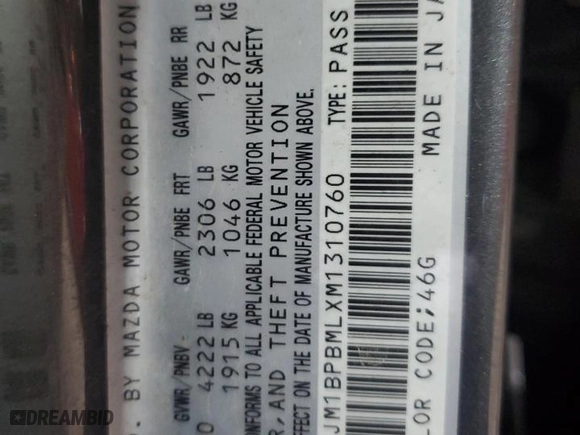 . BY MAZDA MOTOR CORPORATION
GVWR/PNBV GAWR/PNBE FRT GAWR/PNBE RR
4222 LB 2306 LB 1922 LB
1915 KG 1046 KG 872 KG
ONFORMS TO ALL APPLICABLE FEDERAL MOTOR VEHICLE SAFETY
R,AND THEFT PREVENTION
EFFECT ON THE DATE OF MANUFACTURE SHOWN ABOVE.
JM1BPBMLXM1310760 TYPE: PASS
LOR CODE;46G MADE IN JA
DREAMBID